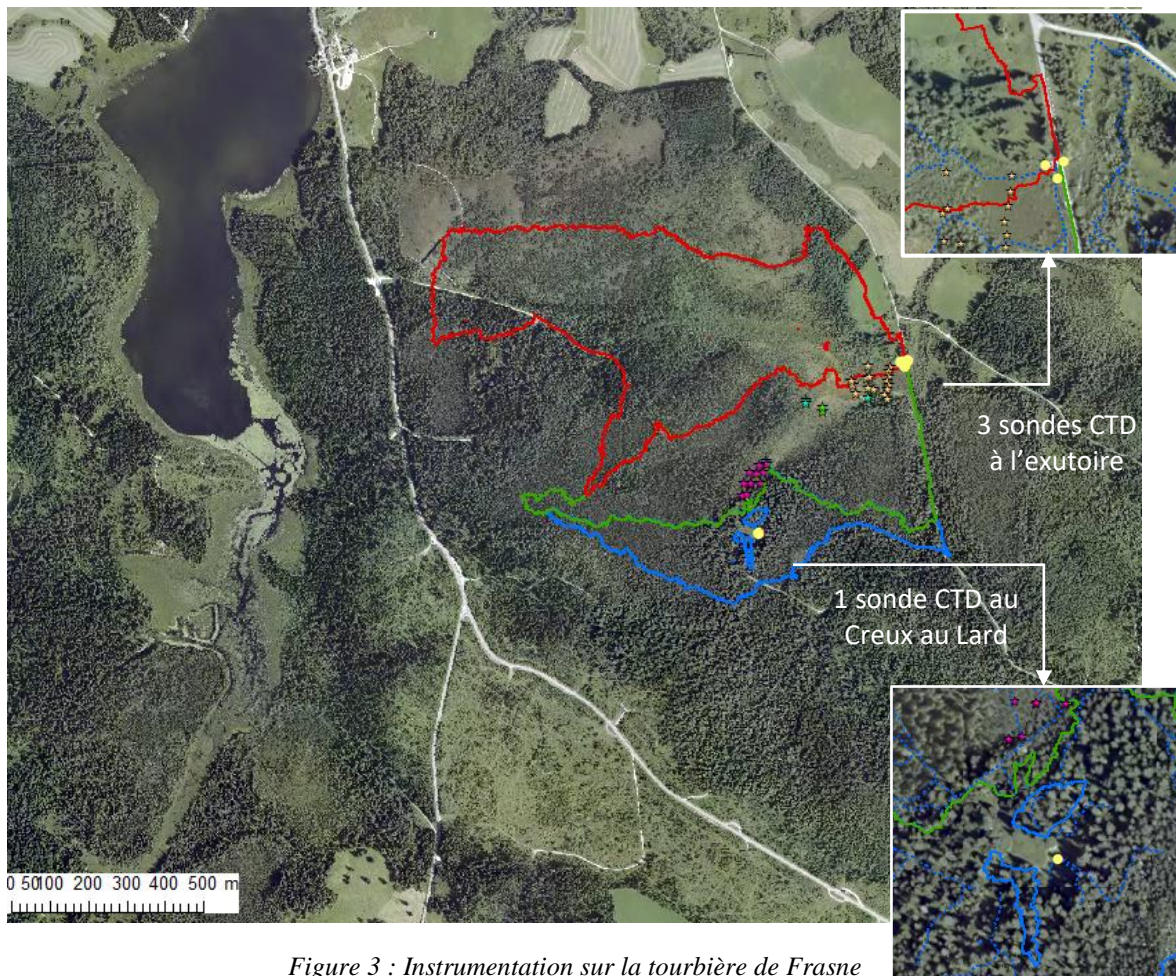 3 sondes CTD
à l'exutoire
1 sonde CTD au
Creux au Lard
0 50100 200 300 400 500 m
Figure 3 : Instrumentation sur la tourbière de Frasne